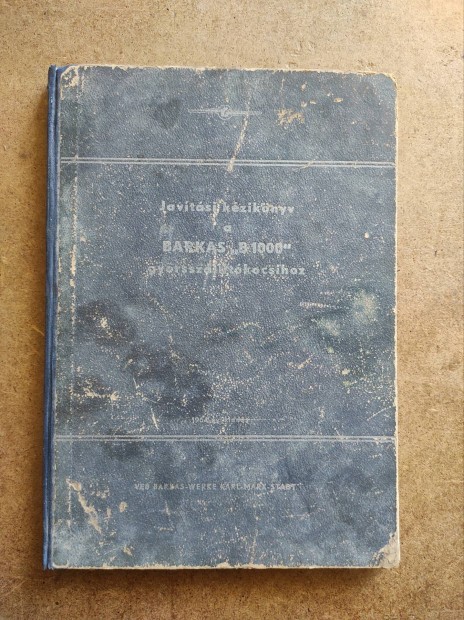 Javítási kézikönyv
a
BARKAS „B 1000"
gyorsszállítókocsihoz
VEB BARKAS-WERKE KARL-MARX-STADT